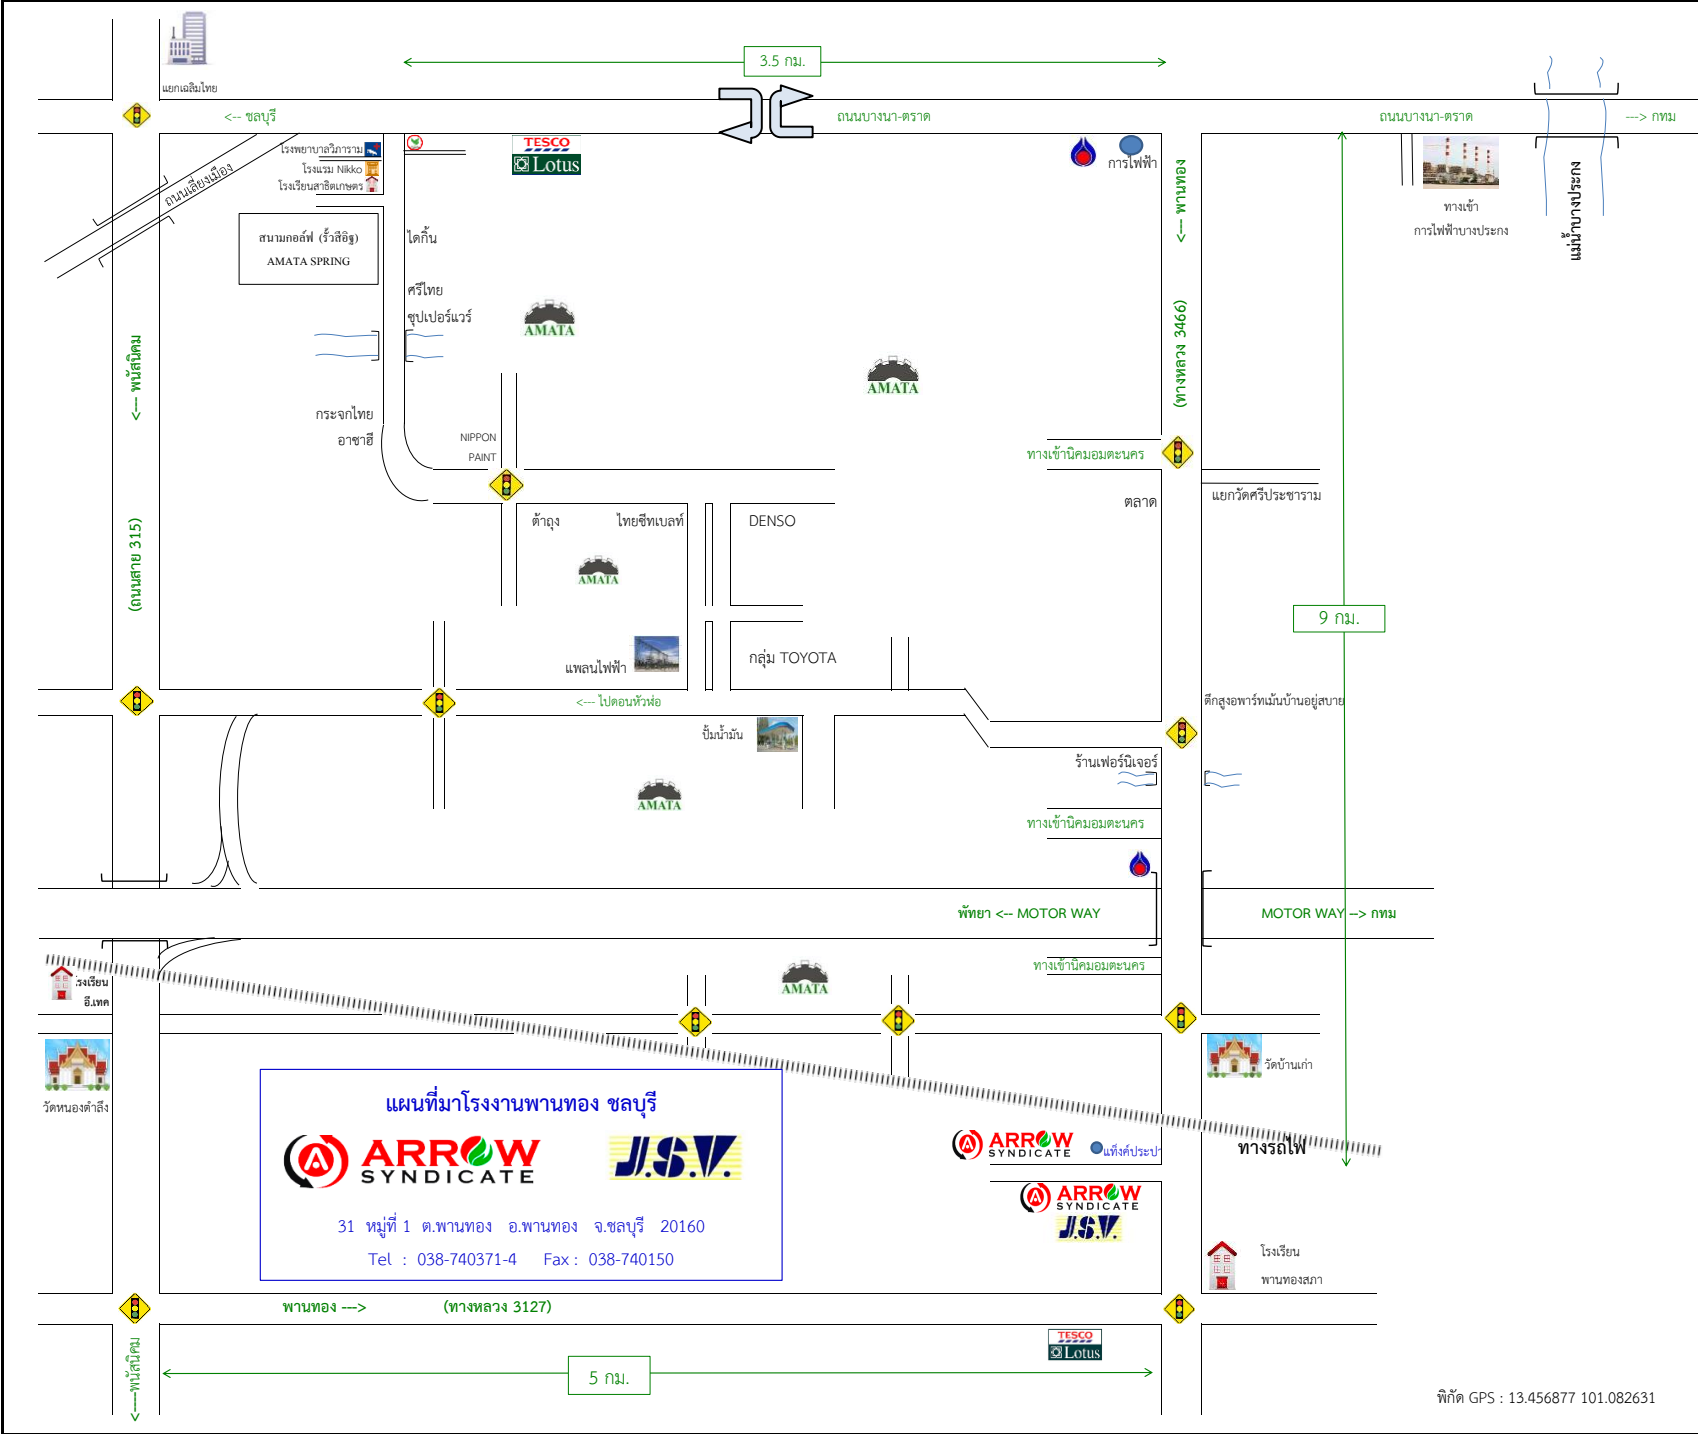 3.5 กม.
แยกเฉลิมไทย
<-- ชลบุรี
ถนนบางนา-ตราด
ถนนบางนา-ตราด
---> กทม
ถนนเลี่ยงเมือง
โรงพยาบาลวิภาราม
โรงแรม Nikko
โรงเรียนสาธิตเกษตร
TESCO
Lotus
การไฟฟ้า
<--- พานทอง
(ทางหลวง 3466)
ทางเข้า
การไฟฟ้าบางปะกง
แม่น้ำบางปะกง
สนามกอล์ฟ (รั้วสีอิฐ)
AMATA SPRING
ไดกิ้น
ศรีไทย
ซุปเปอร์แวร์
AMATA
AMATA
<--- พนัสนิคม
(ถนนสาย 315)
กระจกไทย
อาซาฮี
NIPPON
PAINT
ทางเข้านิคมอมตะนคร
ตลาด
แยกวัดศรีประชาราม
ต้าถุง
ไทยซีทเบลท์
DENSO
AMATA
9 กม.
แพลนไฟฟ้า
กลุ่ม TOYOTA
<--- ไปดอนหัวฬ่อ
ตึกสูงอพาร์ทเม้นบ้านอยู่สบาย
ปั๊มน้ำมัน
ร้านเฟอร์นิเจอร์
AMATA
ทางเข้านิคมอมตะนคร
พัทยา <-- MOTOR WAY
MOTOR WAY --> กทม
ทางเข้านิคมอมตะนคร
AMATA
โรงเรียน
อี.เทค
วัดหนองตำลึง
วัดบ้านเก่า
แผนที่มาโรงงานพานทอง ชลบุรี
ARROW
SYNDICATE
J.S.V.
31 หมู่ที่ 1 ต.พานทอง อ.พานทอง จ.ชลบุรี 20160
Tel : 038-740371-4 Fax : 038-740150
ARROW
SYNDICATE
แท็งค์ประปา
ทางรถไฟ
ARROW
SYNDICATE
J.S.V.
โรงเรียน
พานทองสภา
พานทอง --->
(ทางหลวง 3127)
TESCO
Lotus
<----พนัสนิคม
5 กม.
พิกัด GPS : 13.456877 101.082631